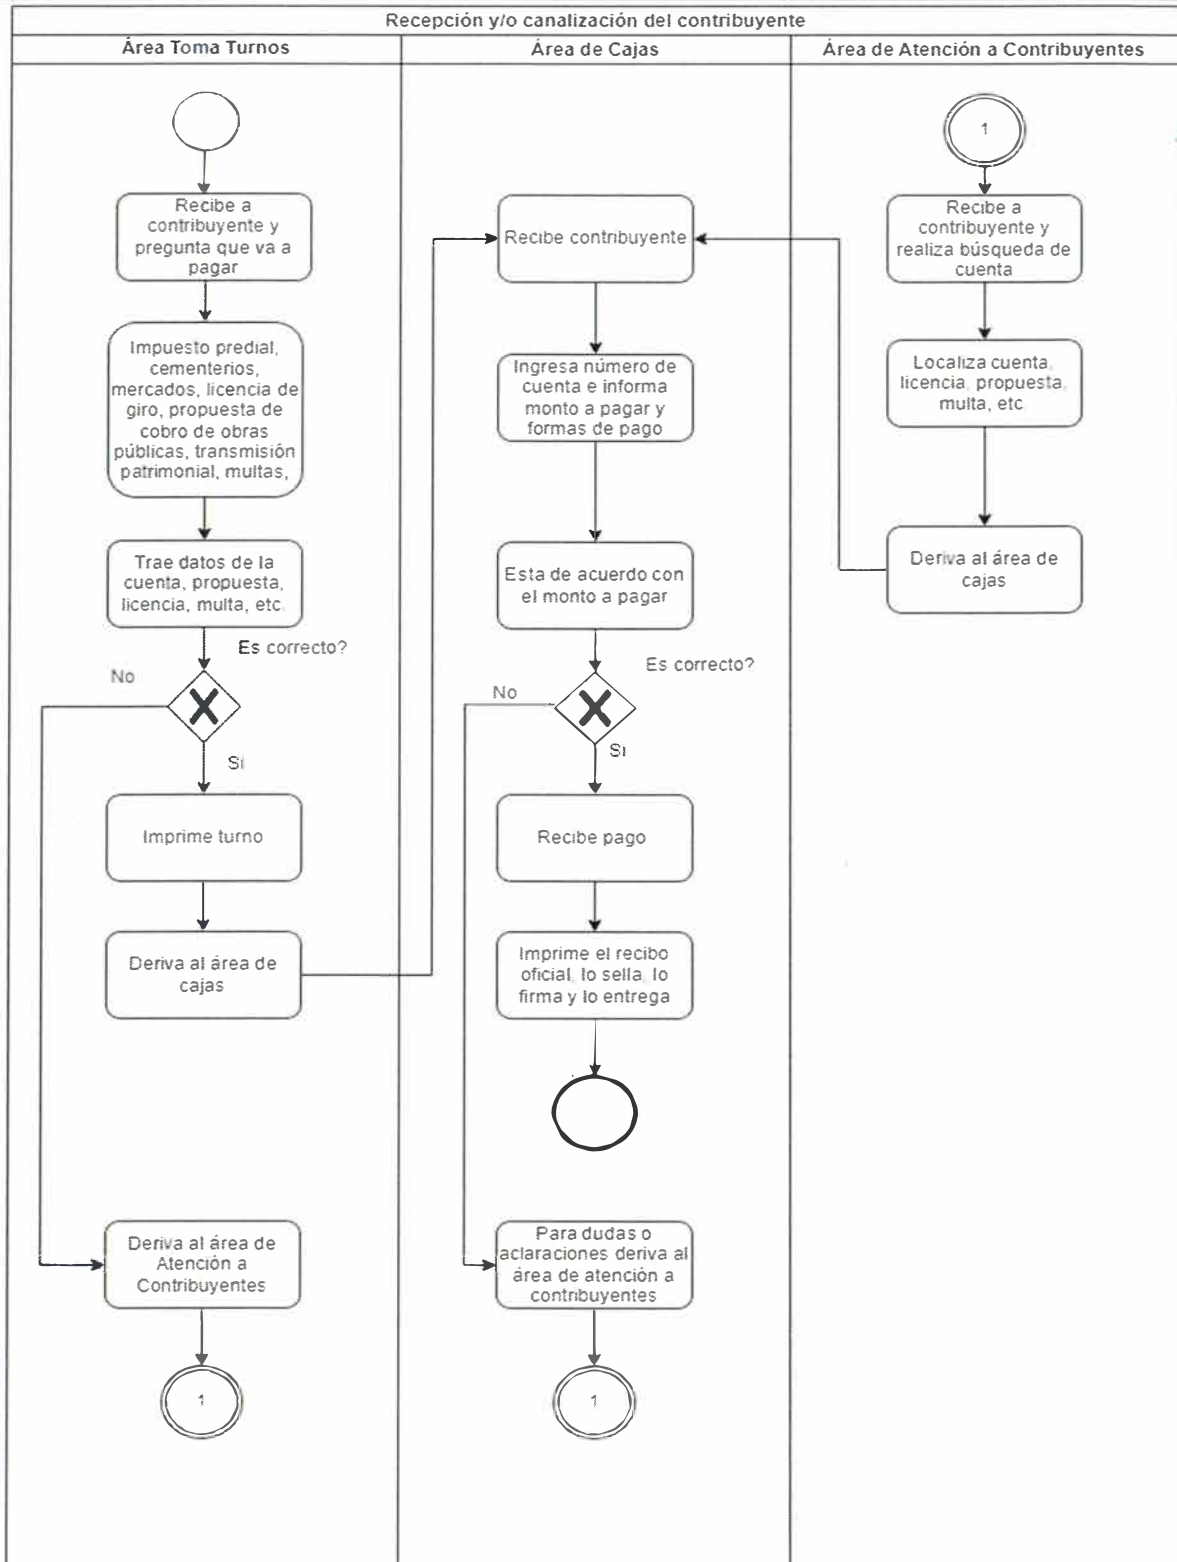 Recepción y/o canalización del contribuyente
Área Toma Turnos
Área de Cajas
Área de Atención a Contribuyentes
Recibe a
contribuyente y
pregunta que va a
pagar
Impuesto predial,
cementerios,
mercados, licencia de
giro, propuesta de
cobro de obras
públicas, transmisión
patrimonial, multas,
Trae datos de la
cuenta, propuesta,
licencia, multa, etc.
Es correcto?
No
Si
Imprime turno
Deriva al área de
cajas
Deriva al área de
Atención a
Contribuyentes
1
Recibe contribuyente
Ingresa número de
cuenta e informa
monto a pagar y
formas de pago
Esta de acuerdo con
el monto a pagar
Es correcto?
No
Si
Recibe pago
Imprime el recibo
oficial, lo sella, lo
firma y lo entrega
Para dudas o
aclaraciones deriva al
área de atención a
contribuyentes
1
1
Recibe a
contribuyente y
realiza búsqueda de
cuenta
Localiza cuenta,
licencia, propuesta,
multa, etc
Deriva al área de
cajas